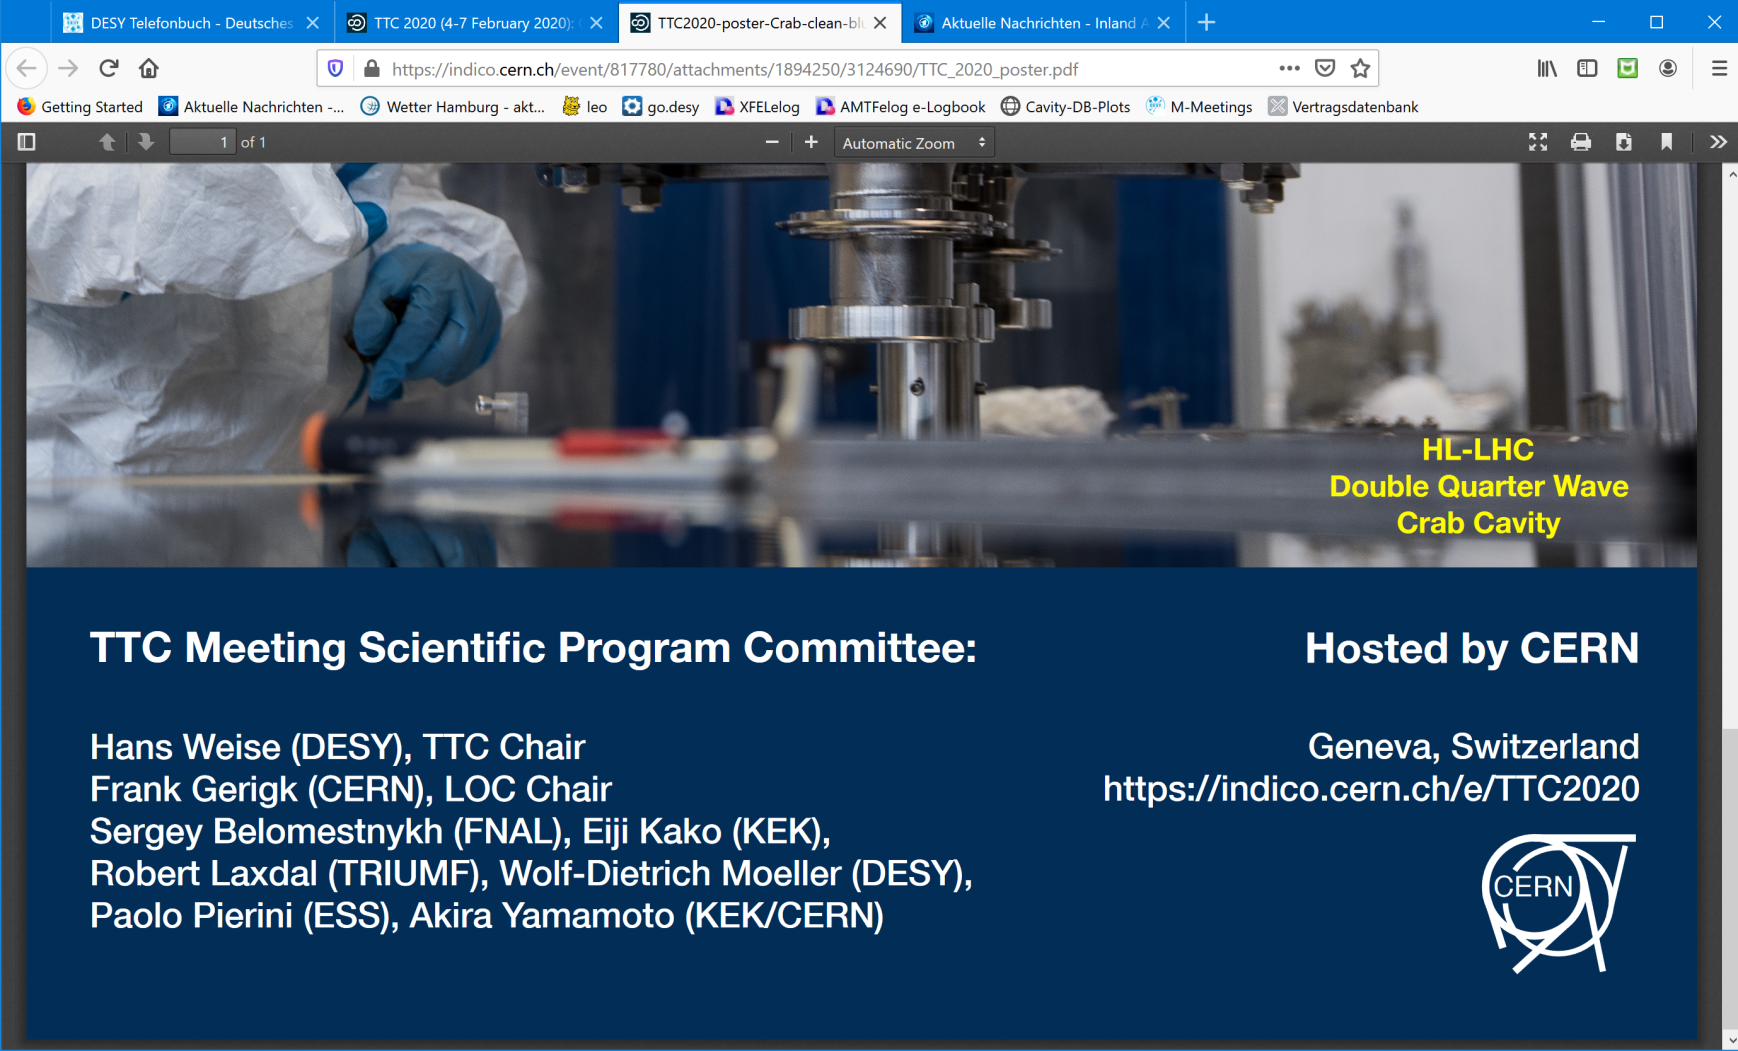 DESY Telefonbuch - Deutsches
TTC 2020 (4-7 February 2020):
TTC2020-poster-Crab-clean-blu
Aktuelle Nachrichten - Inland A
https://indico.cern.ch/event/817780/attachments/1894250/3124690/TTC_2020_poster.pdf
Getting Started
Aktuelle Nachrichten -...
Wetter Hamburg - akt...
leo
go.desy
XFELelog
AMTFelog e-Logbook
Cavity-DB-Plots
M-Meetings
Vertragsdatenbank
1 of 1
Automatic Zoom
HL-LHC
Double Quarter Wave
Crab Cavity
TTC Meeting Scientific Program Committee:
Hans Weise (DESY), TTC Chair
Frank Gerigk (CERN), LOC Chair
Sergey Belomestnykh (FNAL), Eiji Kako (KEK),
Robert Laxdal (TRIUMF), Wolf-Dietrich Moeller (DESY),
Paolo Pierini (ESS), Akira Yamamoto (KEK/CERN)
Hosted by CERN
Geneva, Switzerland
https://indico.cern.ch/e/TTC2020
CERN